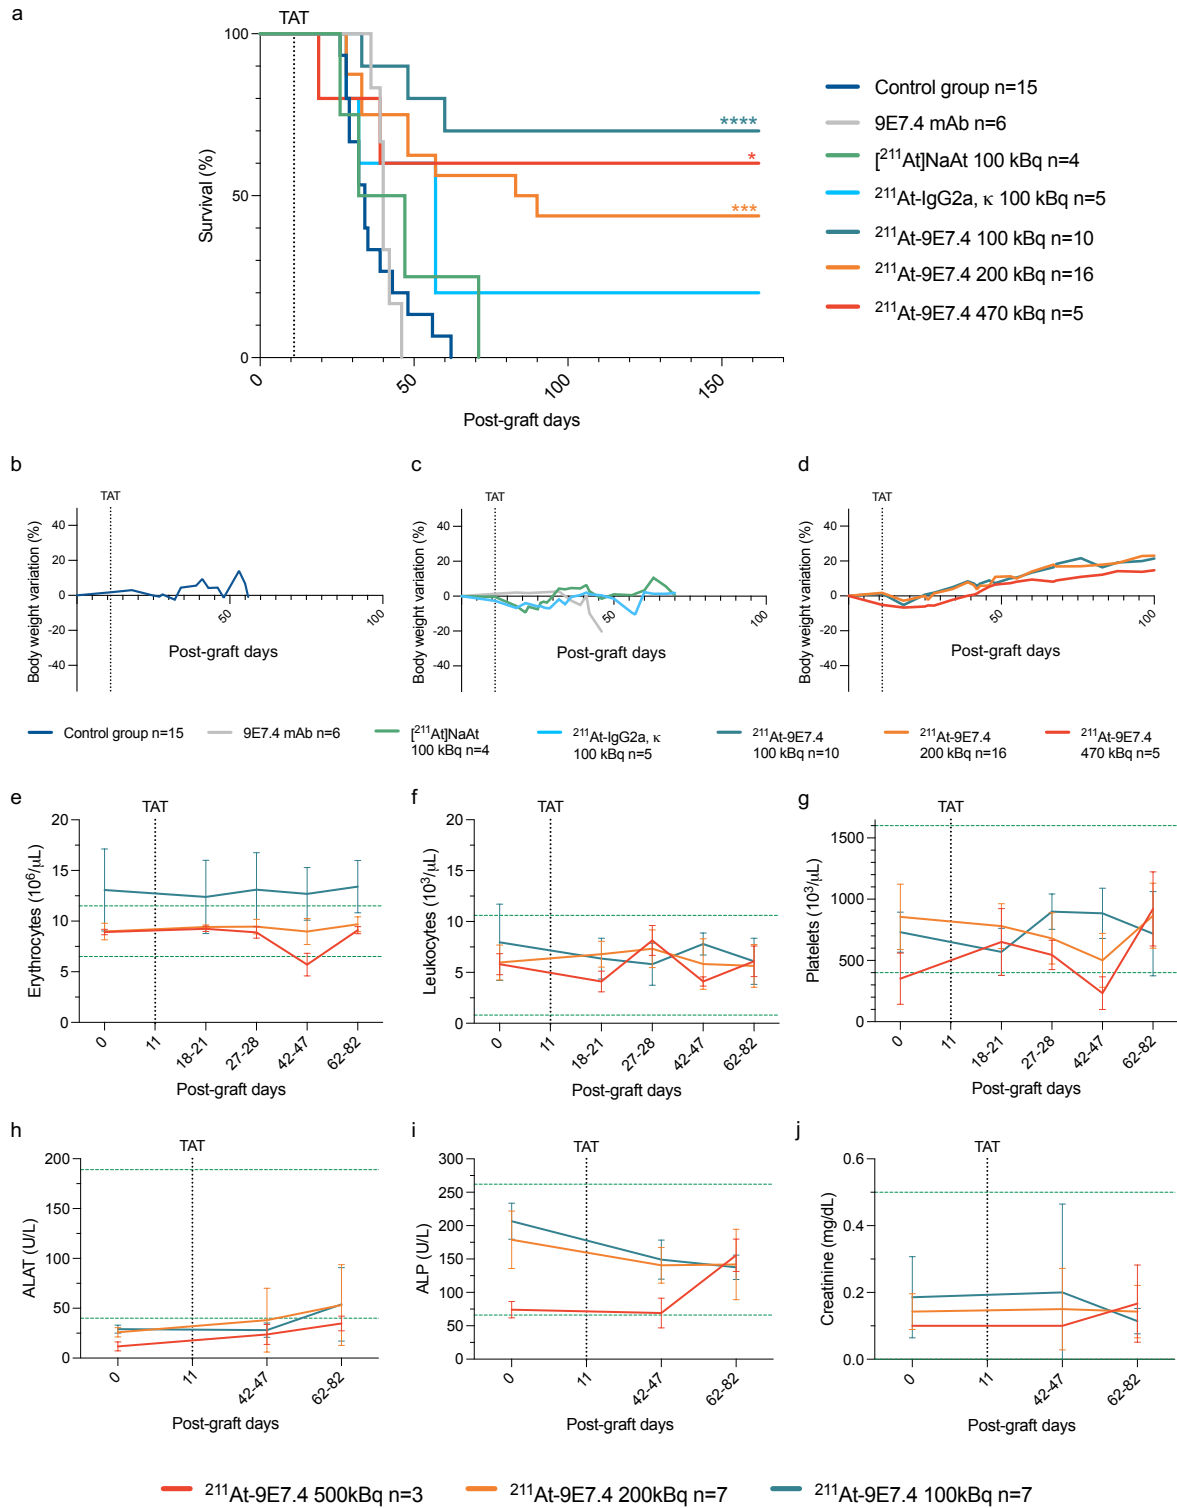 a
TAT
100
50
0
Survival (%)
0
50
100
150
Post-graft days
****
*
***
Control group n=15
9E7.4 mAb n=6
[²¹¹At]NaAt 100 kBq n=4
²¹¹At-IgG2a, κ 100 kBq n=5
²¹¹At-9E7.4 100 kBq n=10
²¹¹At-9E7.4 200 kBq n=16
²¹¹At-9E7.4 470 kBq n=5
b
TAT
Body weight variation (%)
40
20
0
-20
-40
50
100
Post-graft days
c
TAT
Body weight variation (%)
40
20
0
-20
-40
50
100
Post-graft days
d
TAT
Body weight variation (%)
40
20
0
-20
-40
50
100
Post-graft days
Control group n=15
9E7.4 mAb n=6
[²¹¹At]NaAt
100 kBq n=4
²¹¹At-IgG2a, κ
100 kBq n=5
²¹¹At-9E7.4
100 kBq n=10
²¹¹At-9E7.4
200 kBq n=16
²¹¹At-9E7.4
470 kBq n=5
e
TAT
Erythrocytes (10⁶/μL)
20
15
10
5
0
0
11
18-21
27-28
42-47
62-82
Post-graft days
f
TAT
Leukocytes (10³/μL)
20
15
10
5
0
0
11
18-21
27-28
42-47
62-82
Post-graft days
g
TAT
Platelets (10³/μL)
1500
1000
500
0
0
11
18-21
27-28
42-47
62-82
Post-graft days
h
TAT
ALAT (U/L)
200
150
100
50
0
0
11
42-47
62-82
Post-graft days
i
TAT
ALP (U/L)
300
250
200
150
100
50
0
0
11
42-47
62-82
Post-graft days
j
TAT
Creatinine (mg/dL)
0.6
0.4
0.2
0.0
0
11
42-47
62-82
Post-graft days
²¹¹At-9E7.4 500kBq n=3
²¹¹At-9E7.4 200kBq n=7
²¹¹At-9E7.4 100kBq n=7